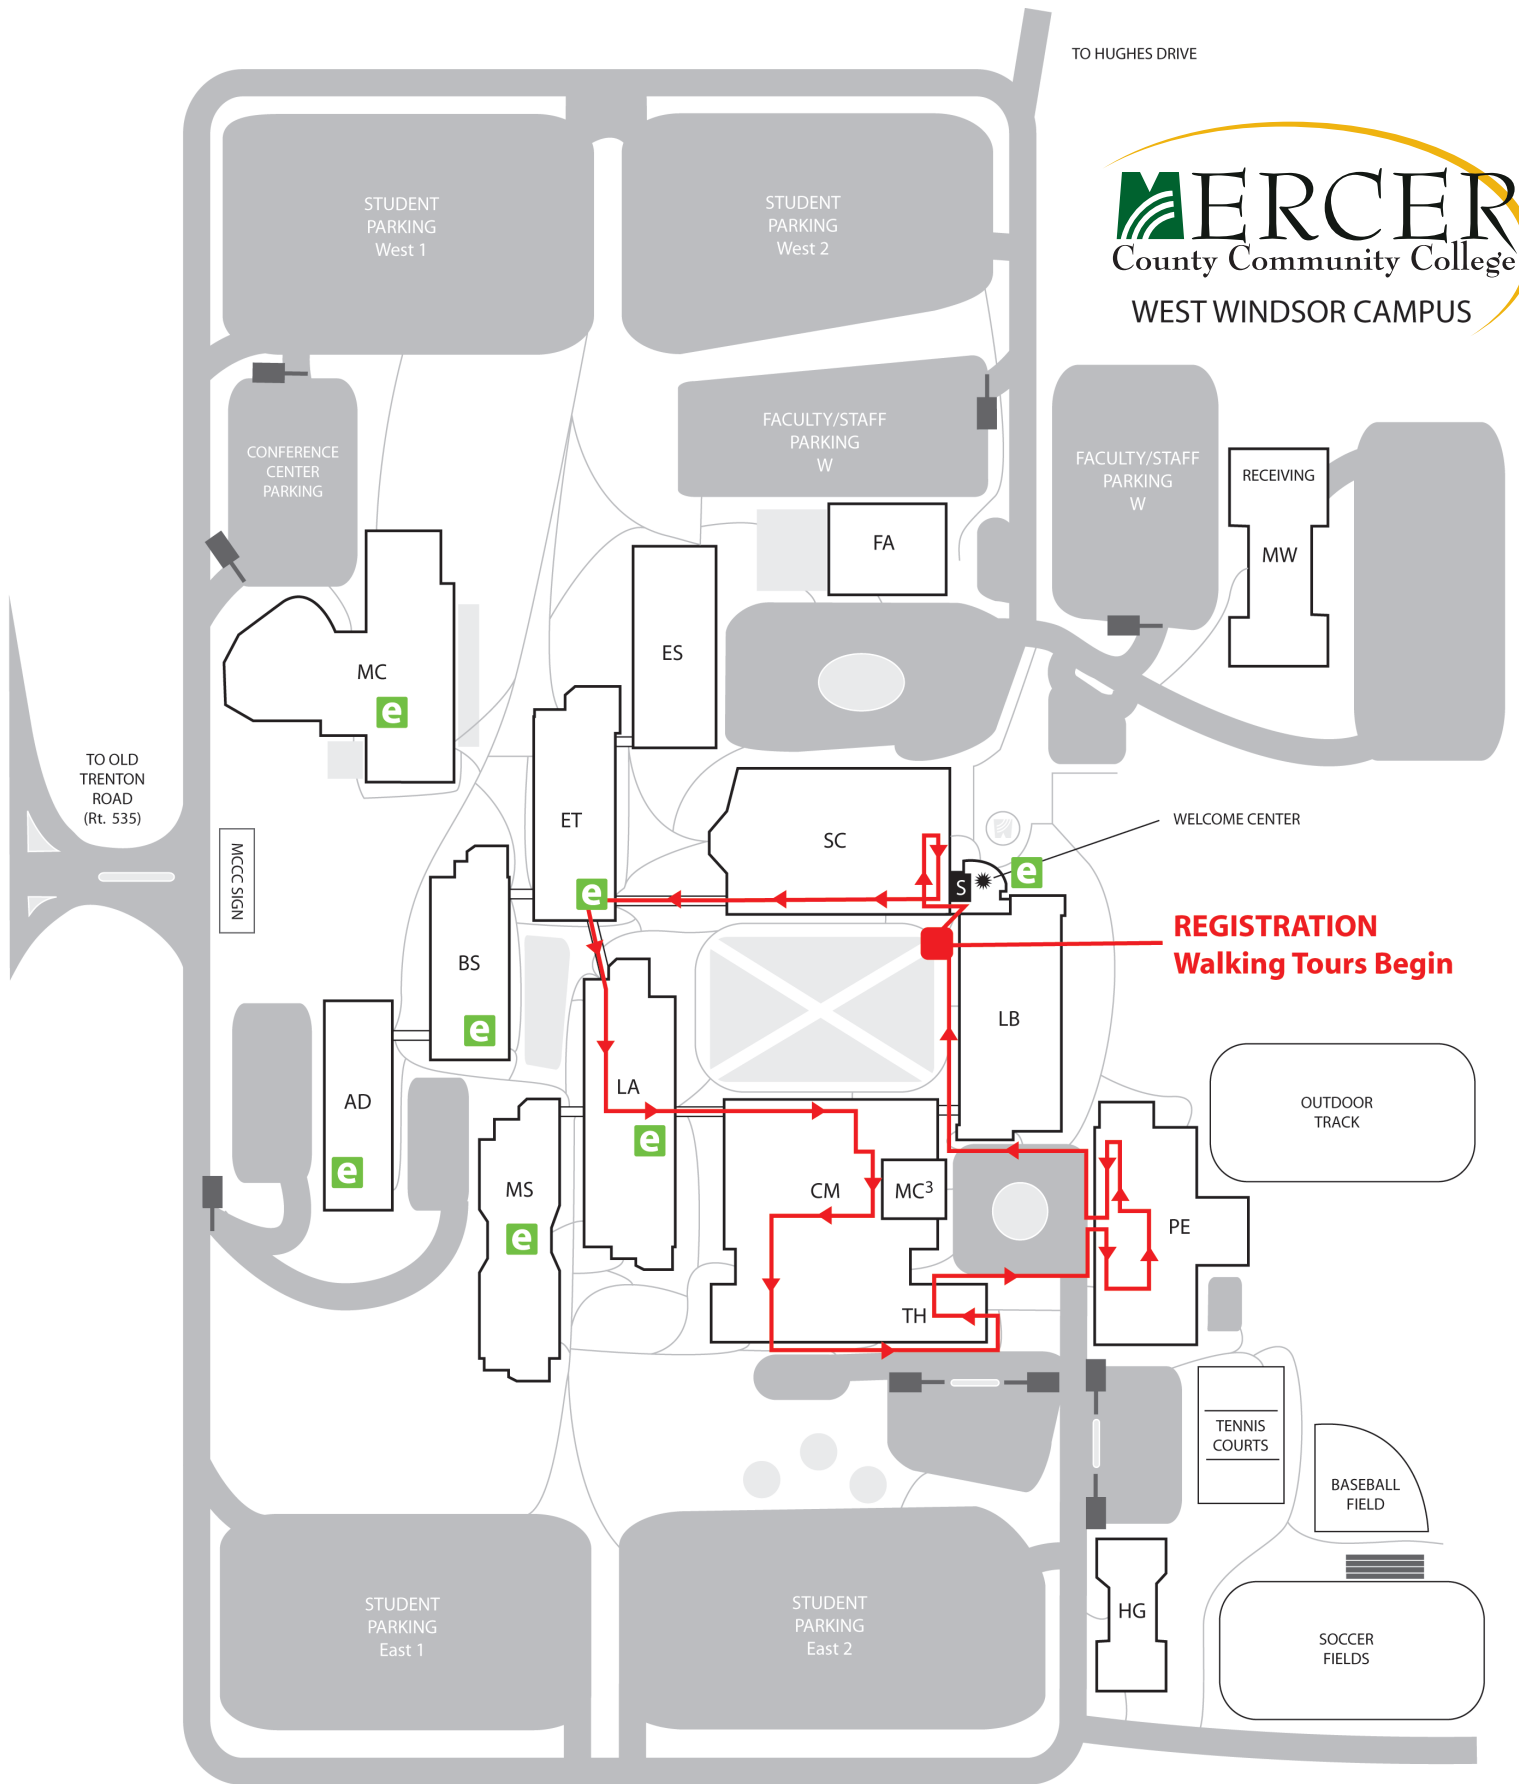 TO HUGHES DRIVE
MERCER
County Community College
WEST WINDSOR CAMPUS
STUDENT
PARKING
West 1
STUDENT
PARKING
West 2
CONFERENCE
CENTER
PARKING
FACULTY/STAFF
PARKING
W
FACULTY/STAFF
PARKING
W
RECEIVING
MW
FA
ES
MC
e
TO OLD
TRENTON
ROAD
(Rt. 535)
MCCC SIGN
ET
e
SC
S
e
WELCOME CENTER
REGISTRATION
Walking Tours Begin
BS
e
LB
AD
e
LA
e
MS
e
CM
MC³
TH
PE
OUTDOOR
TRACK
TENNIS
COURTS
BASEBALL
FIELD
HG
SOCCER
FIELDS
STUDENT
PARKING
East 1
STUDENT
PARKING
East 2